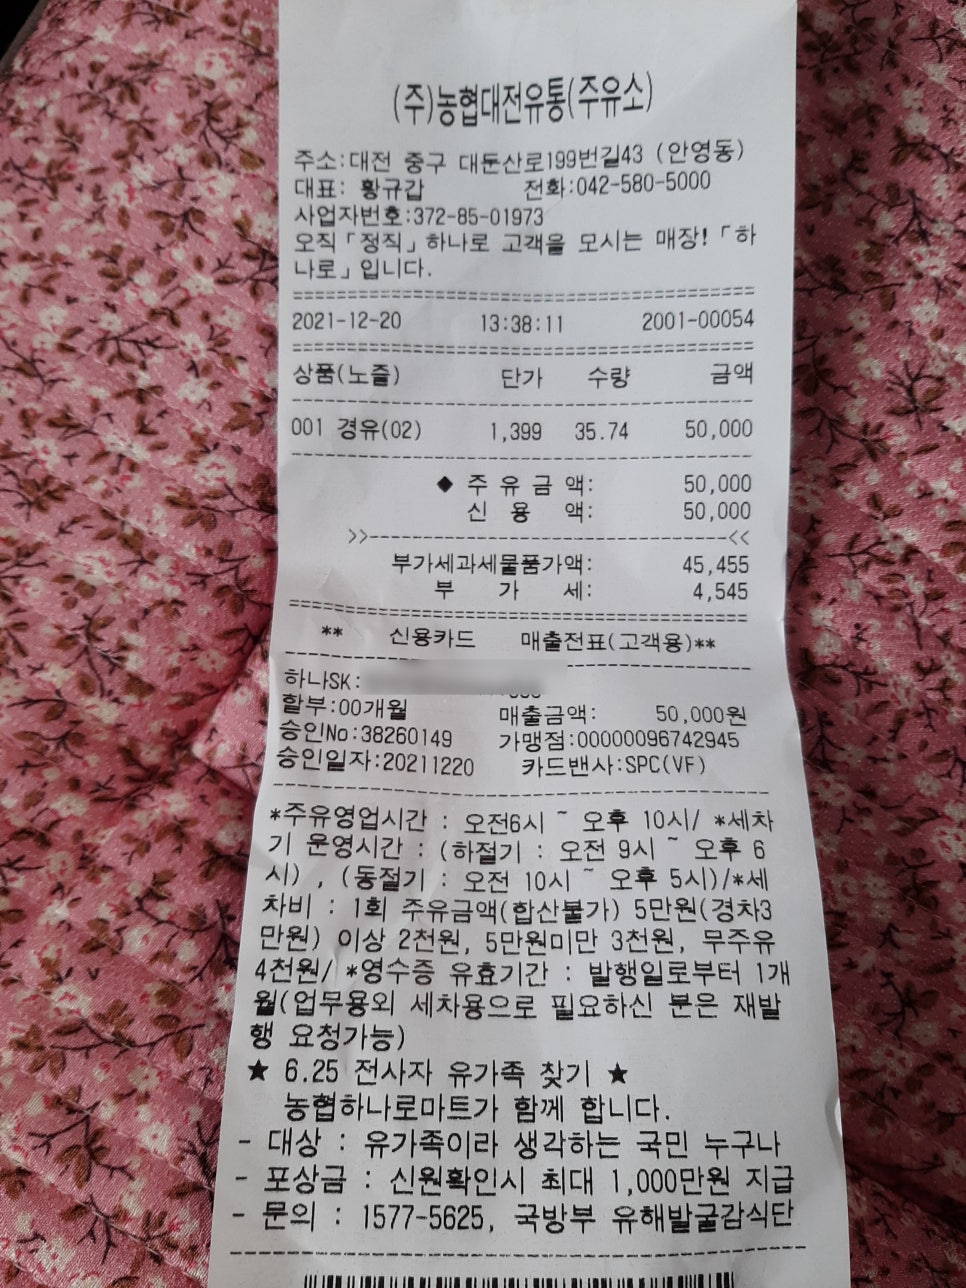 (주)농협대전유통(주유소)
주소:대전 중구 대둔산로199번길43 (안영동)
대표: 황규갑 전화:042-580-5000
사업자번호:372-85-01973
오직「정직」하나로 고객을 모시는 매장!「하
나로」입니다.
2021-12-20 13:38:11 2001-00054
상품(노즐) 단가 수량 금액
001 경유(02) 1,399 35.74 50,000
◆ 주 유 금 액: 50,000
신 용 액: 50,000
>>--------------------<<
부가세과세물품가액: 45,455
부 가 세: 4,545
** 신용카드 매출전표(고객용)**
하나SK:
할부:00개월 매출금액: 50,000원
승인No:38260149 가맹점:00000096742945
승인일자:20211220 카드밴사:SPC(VF)
*주유영업시간 : 오전6시 ~ 오후 10시/ *세차
기 운영시간 : (하절기 : 오전 9시 ~ 오후 6
시) , (동절기 : 오전 10시 ~ 오후 5시)/*세
차비 : 1회 주유금액(합산불가) 5만원(경차3
만원) 이상 2천원, 5만원미만 3천원, 무주유
4천원/ *영수증 유효기간 : 발행일로부터 1개
월(업무용외 세차용으로 필요하신 분은 재발
행 요청가능)
★ 6.25 전사자 유가족 찾기 ★
농협하나로마트가 함께 합니다.
- 대상 : 유가족이라 생각하는 국민 누구나
- 포상금 : 신원확인시 최대 1,000만원 지급
- 문의 : 1577-5625, 국방부 유해발굴감식단